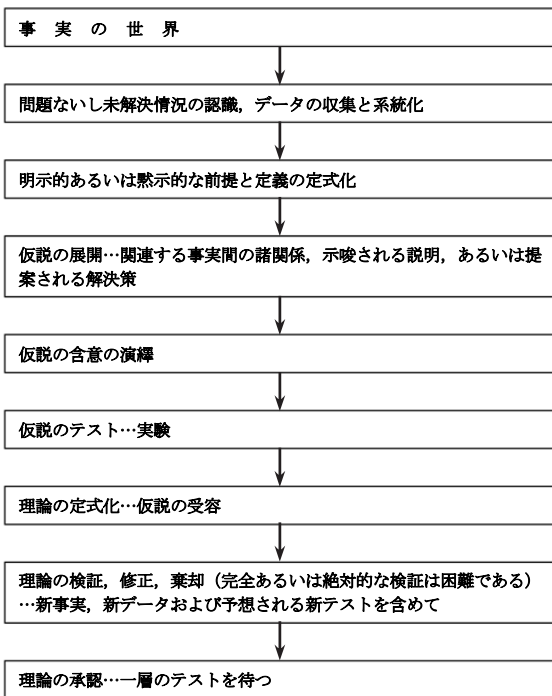 事　実　の　世　界
問題ないし未解決情況の認識，データの収集と系統化
明示的あるいは黙示的な前提と定義の定式化
仮説の展開…関連する事実間の諸関係，示唆される説明，あるいは提
案される解決策
仮説の含意の演繹
仮説のテスト…実験
理論の定式化…仮説の受容
理論の検証，修正，棄却（完全あるいは絶対的な検証は困難である）
…新事実，新データおよび予想される新テストを含めて
理論の承認…一層のテストを待つ